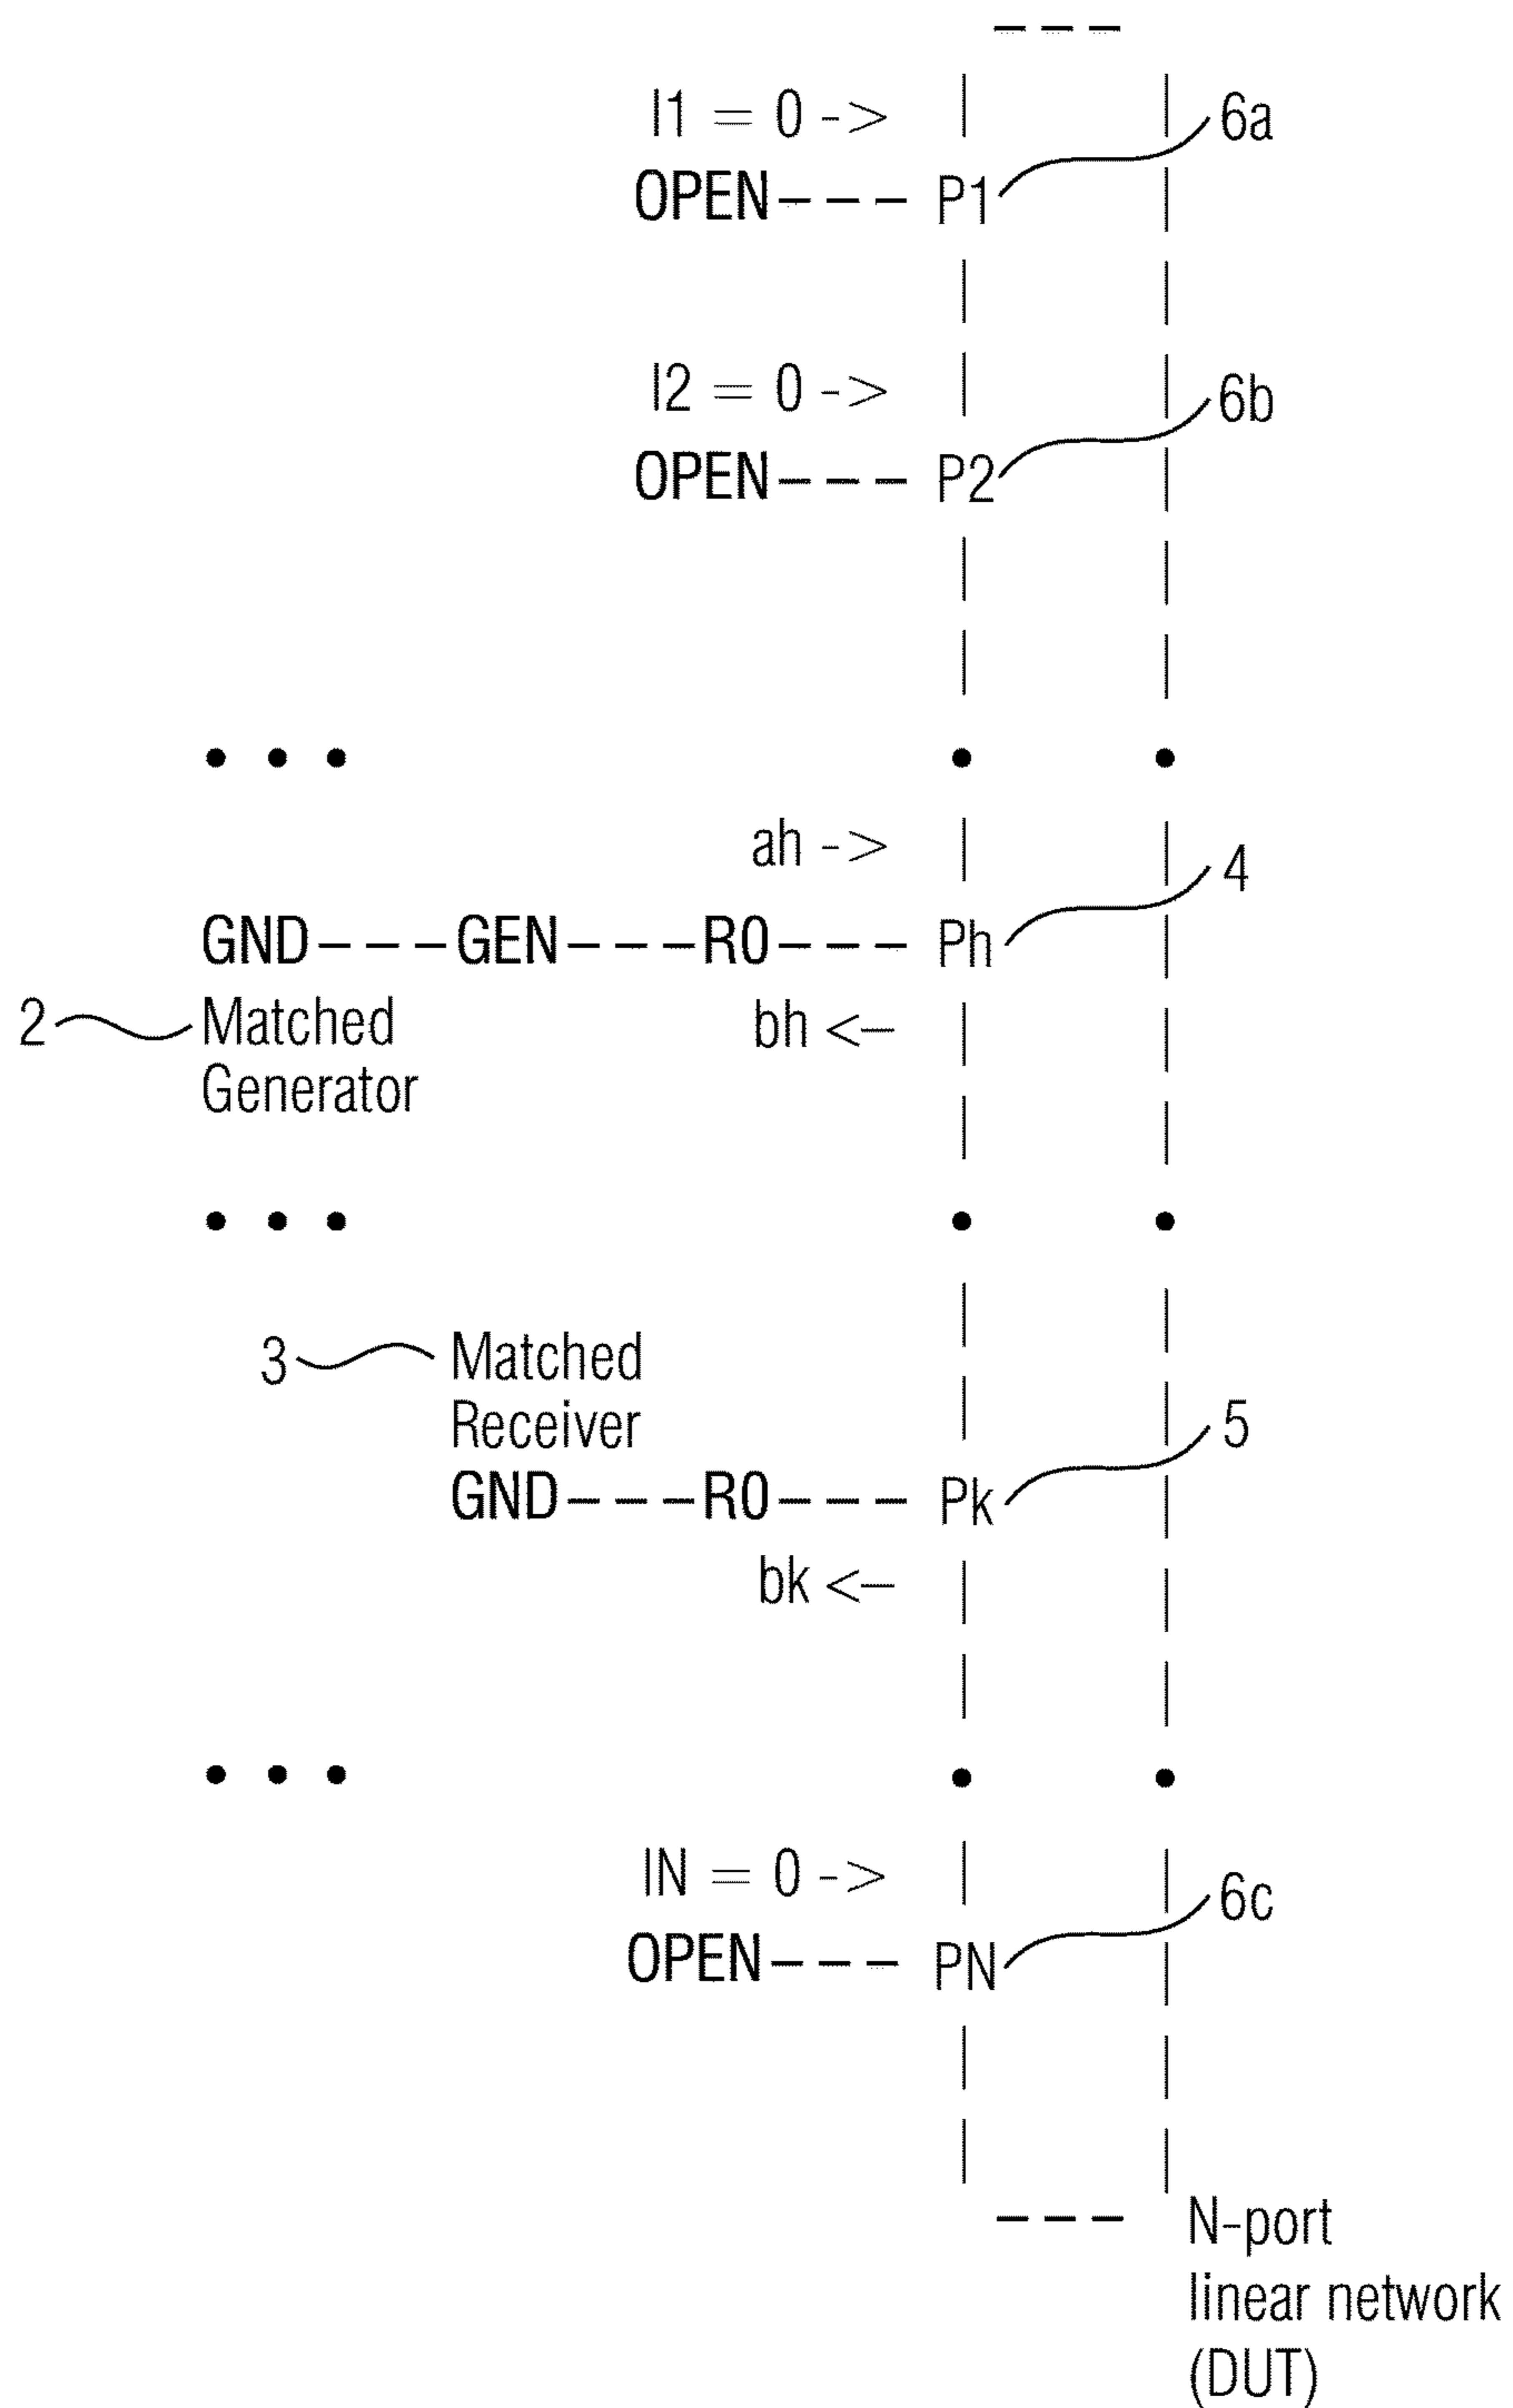 I1 = 0 ->
6a
OPEN--- P1
I2 = 0 ->
6b
OPEN--- P2
ah ->
4
GND---GEN---R0--- Ph
2
Matched
Generator
bh <-
3
Matched
Receiver
5
GND---R0--- Pk
bk <-
IN = 0 ->
6c
OPEN--- PN
N-port
linear network
(DUT)